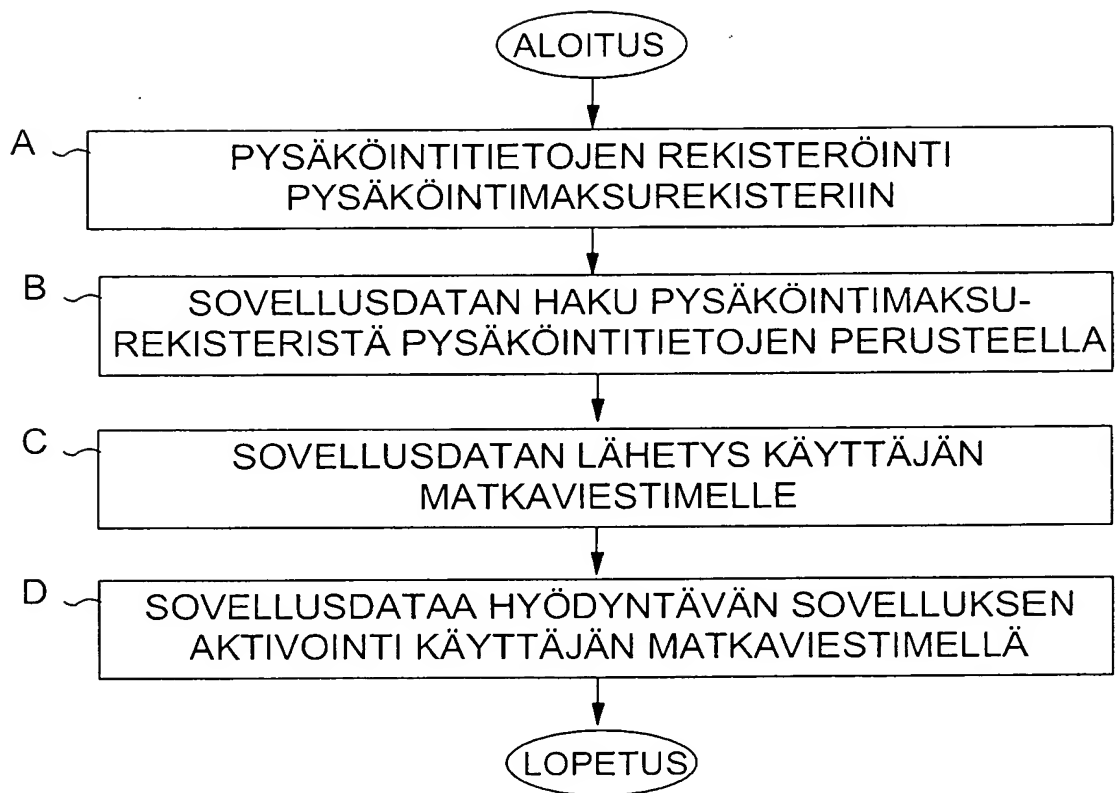 ALOITUS
A
PYSÄKÖINTITIETOJEN REKISTERÖINTI
PYSÄKÖINTIMAKSUREKISTERIIN
B
SOVELLUSDATAN HAKU PYSÄKÖINTIMAKSU-
REKISTERISTÄ PYSÄKÖINTITIETOJEN PERUSTEELLA
C
SOVELLUSDATAN LÄHETYS KÄYTTÄJÄN
MATKAVIESTIMELLE
D
SOVELLUSDATAA HYÖDYNTÄVÄN SOVELLUKSEN
AKTIVOINTI KÄYTTÄJÄN MATKAVIESTIMELLÄ
LOPETUS